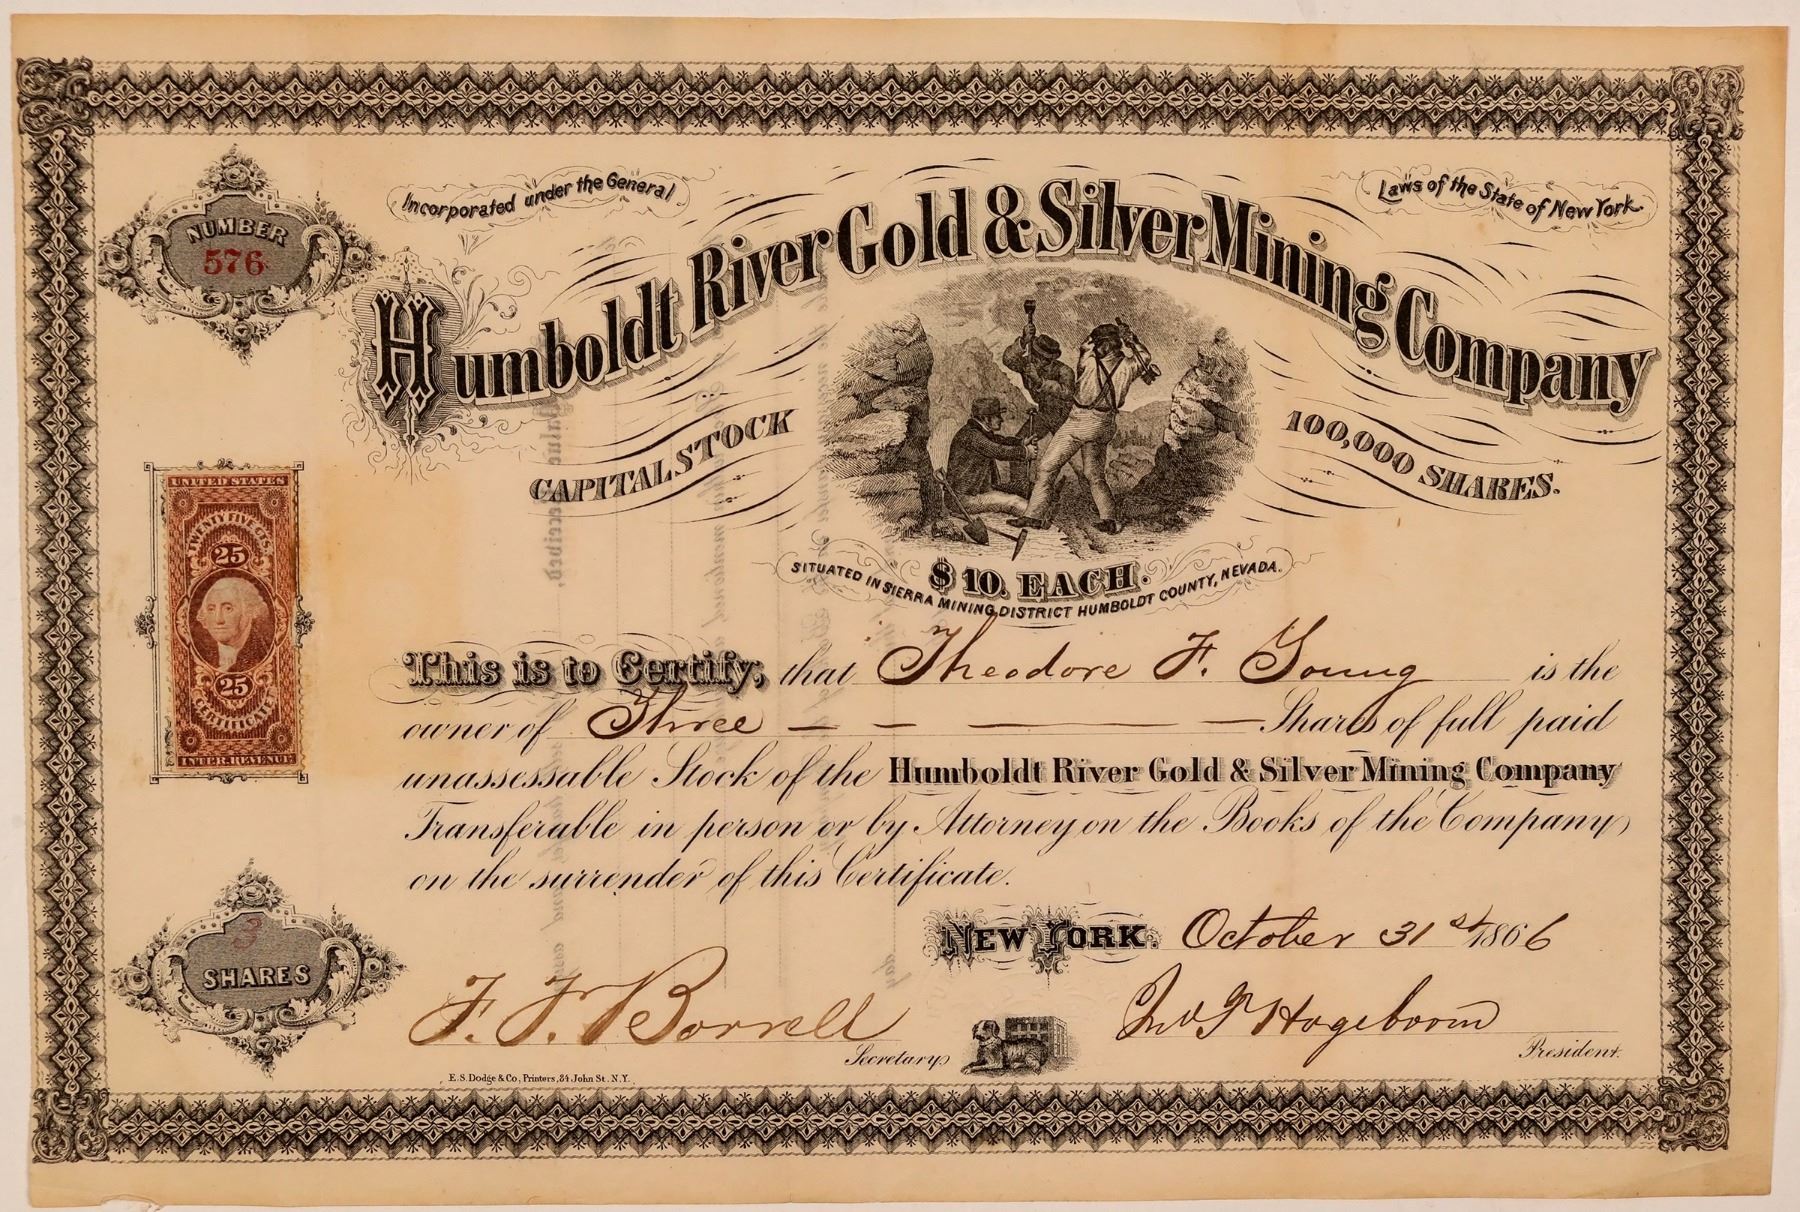 Incorporated under the General
Laws of the State of New York
NUMBER
576
Humboldt River Gold & Silver Mining Company
CAPITAL STOCK
100,000 SHARES.
$10. EACH.
SITUATED IN SIERRA MINING DISTRICT HUMBOLDT COUNTY, NEVADA.
UNITED STATES
TWENTY FIVE CTS.
25
25
CERTIFICATE
INTER. REVENUE
This is to Certify, that Theodore F. Young is the
owner of Three — — — — Shares of full paid
unassessable Stock of the Humboldt River Gold & Silver Mining Company
Transferable in person or by Attorney on the Books of the Company
on the surrender of this Certificate.
3
SHARES
NEW YORK. October 31st 1866
F. F. Borrell
Secretary
Hogeboom
President.
E.S. Dodge & Co, Printers, 84 John St. N.Y.